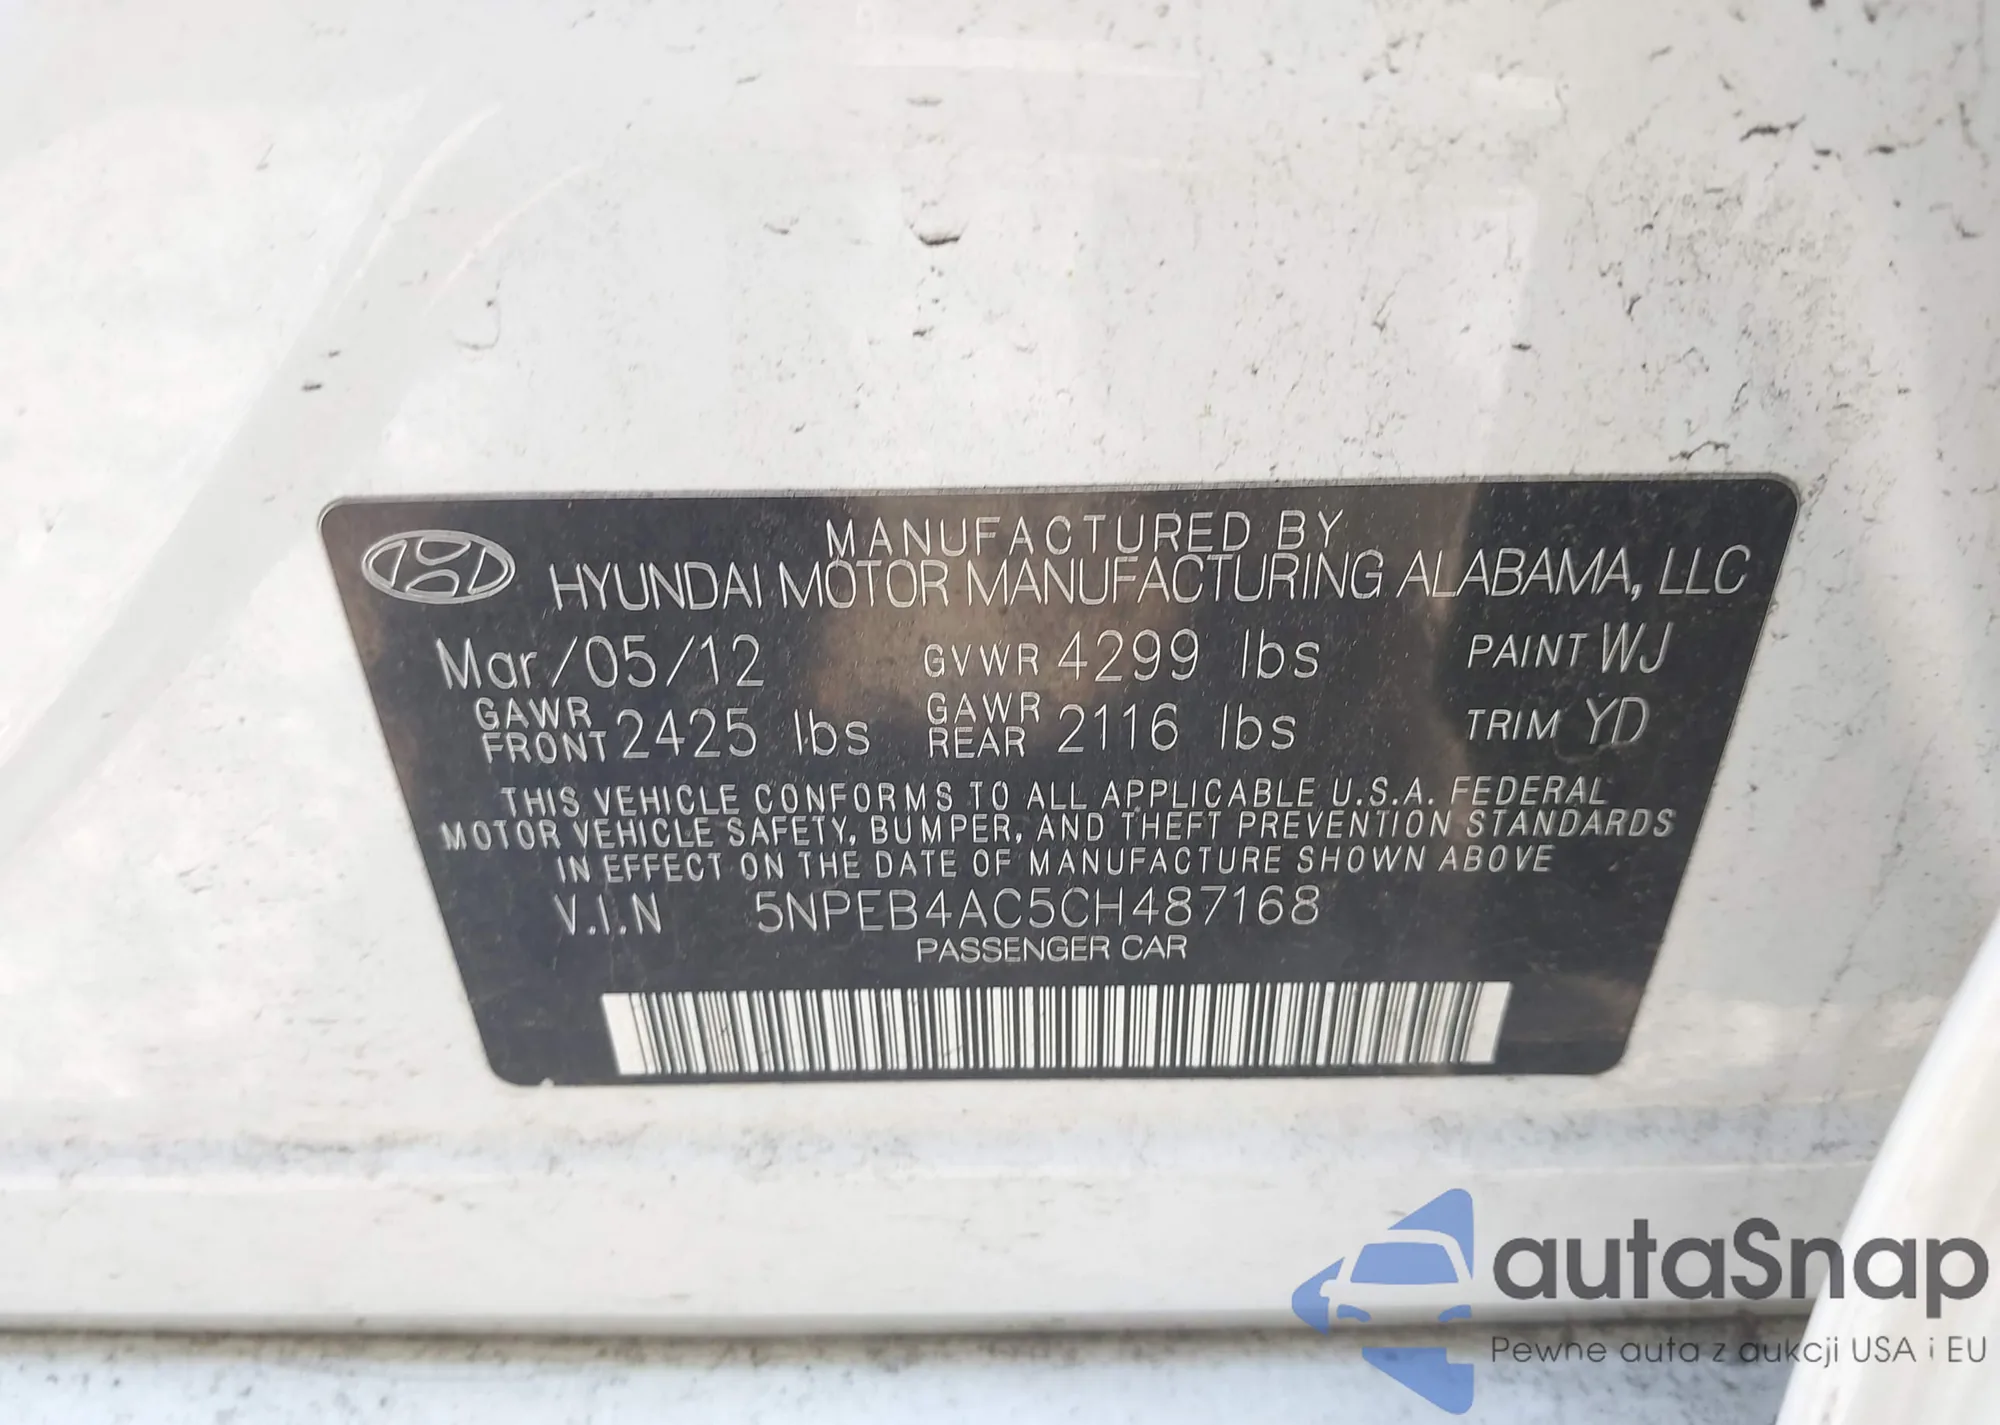 MANUFACTURED BY
HYUNDAI MOTOR MANUFACTURING ALABAMA, LLC
Mar/05/12 GVWR 4299 lbs PAINT WJ
GAWR FRONT 2425 lbs GAWR REAR 2116 lbs TRIM YD
THIS VEHICLE CONFORMS TO ALL APPLICABLE U.S.A. FEDERAL
MOTOR VEHICLE SAFETY, BUMPER, AND THEFT PREVENTION STANDARDS
IN EFFECT ON THE DATE OF MANUFACTURE SHOWN ABOVE
V.I.N 5NPEB4AC5CH487168
PASSENGER CAR
autaSnap
Pewne auta z aukcji USA i EU